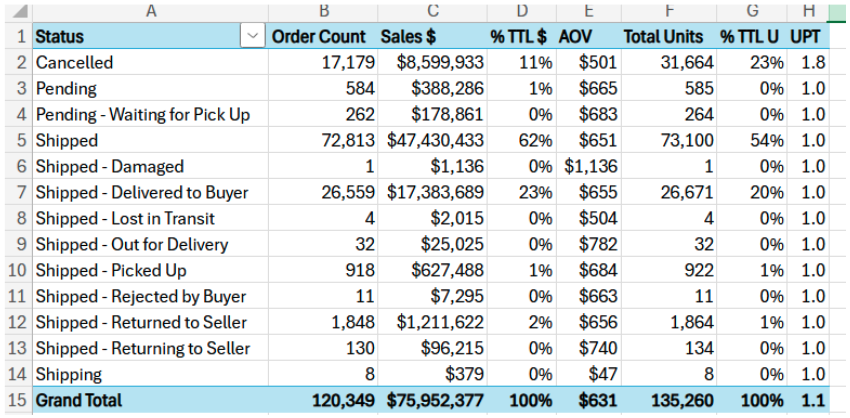 A B C D E F G H
1 Status Order Count Sales $ % TTL $ AOV Total Units % TTL U UPT
2 Cancelled 17,179 $8,599,933 11% $501 31,664 23% 1.8
3 Pending 584 $388,286 1% $665 585 0% 1.0
4 Pending - Waiting for Pick Up 262 $178,861 0% $683 264 0% 1.0
5 Shipped 72,813 $47,430,433 62% $651 73,100 54% 1.0
6 Shipped - Damaged 1 $1,136 0% $1,136 1 0% 1.0
7 Shipped - Delivered to Buyer 26,559 $17,383,689 23% $655 26,671 20% 1.0
8 Shipped - Lost in Transit 4 $2,015 0% $504 4 0% 1.0
9 Shipped - Out for Delivery 32 $25,025 0% $782 32 0% 1.0
10 Shipped - Picked Up 918 $627,488 1% $684 922 1% 1.0
11 Shipped - Rejected by Buyer 11 $7,295 0% $663 11 0% 1.0
12 Shipped - Returned to Seller 1,848 $1,211,622 2% $656 1,864 1% 1.0
13 Shipped - Returning to Seller 130 $96,215 0% $740 134 0% 1.0
14 Shipping 8 $379 0% $47 8 0% 1.0
15 Grand Total 120,349 $75,952,377 100% $631 135,260 100% 1.1